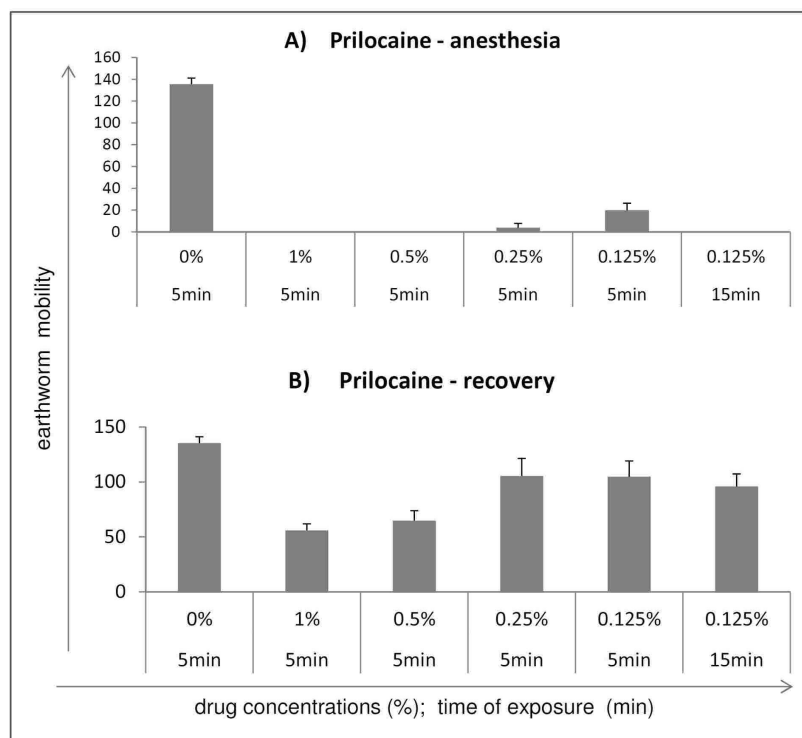 A) Prilocaine - anesthesia
160
140
120
100
80
60
40
20
0
0% 1% 0.5% 0.25% 0.125% 0.125%
5min 5min 5min 5min 5min 15min
earthworm mobility
B) Prilocaine - recovery
150
100
50
0
0% 1% 0.5% 0.25% 0.125% 0.125%
5min 5min 5min 5min 5min 15min
drug concentrations (%); time of exposure (min)